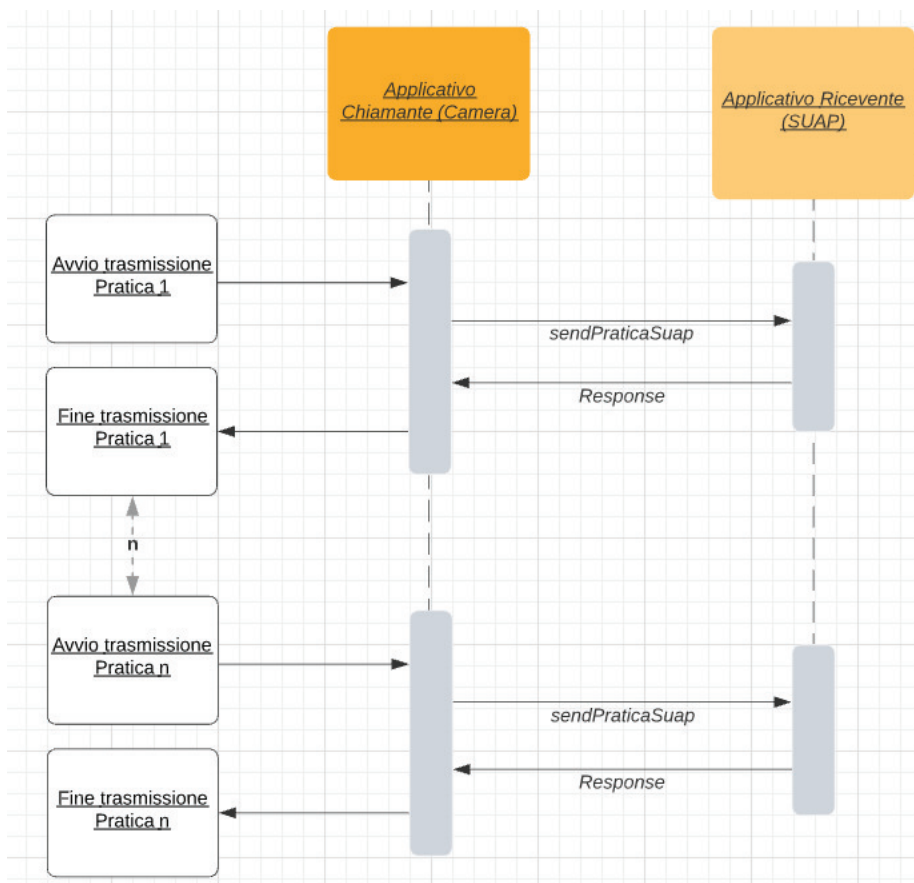 Applicativo
Chiamante (Camera)
Applicativo Ricevente
(SUAP)
Avvio trasmissione
Pratica 1
sendPraticaSuap
Response
Fine trasmissione
Pratica 1
n
Avvio trasmissione
Pratica n
sendPraticaSuap
Response
Fine trasmissione
Pratica n